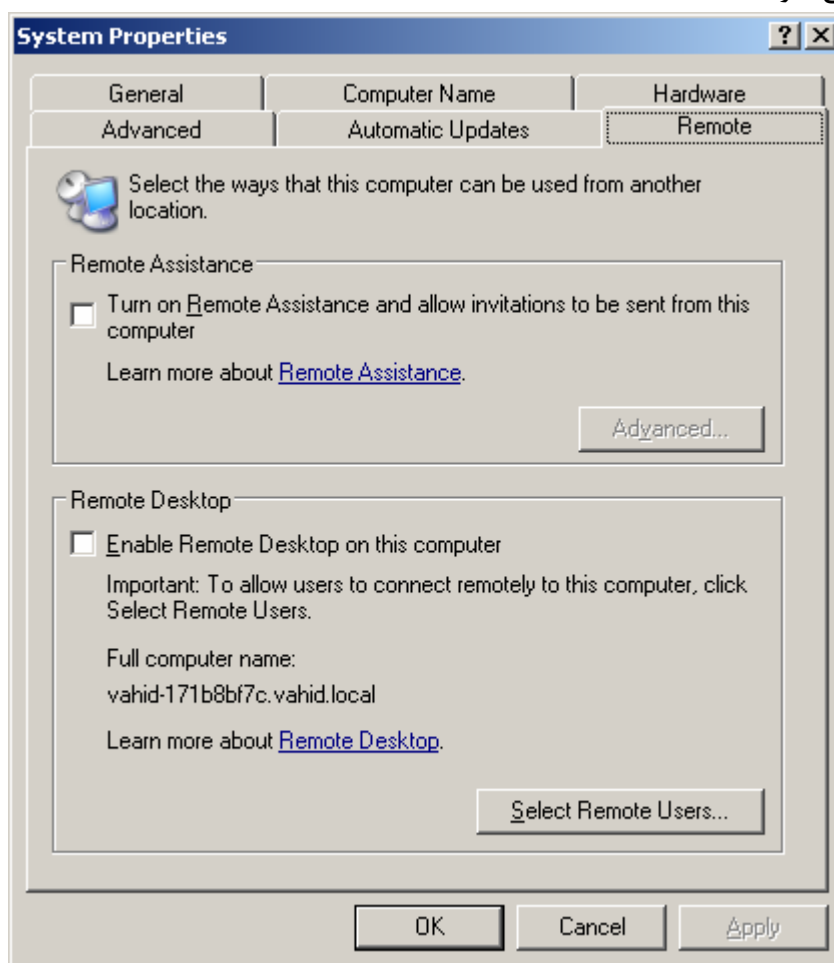 System Properties
General
Computer Name
Hardware
Advanced
Automatic Updates
Remote
Select the ways that this computer can be used from another
location.
Remote Assistance
Turn on Remote Assistance and allow invitations to be sent from this
computer
Learn more about Remote Assistance.
Advanced...
Remote Desktop
Enable Remote Desktop on this computer
Important: To allow users to connect remotely to this computer, click
Select Remote Users.
Full computer name:
vahid-171b8bf7c.vahid.local
Learn more about Remote Desktop.
Select Remote Users...
OK
Cancel
Apply